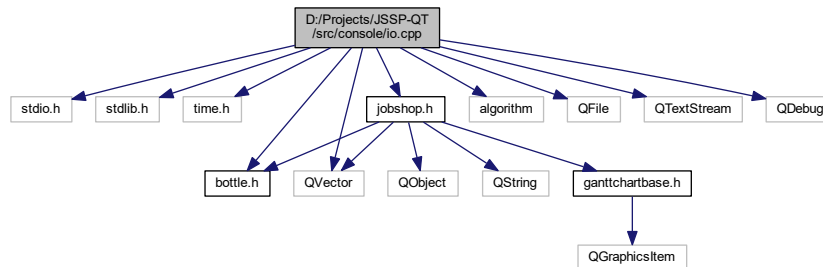 D:/Projects/JSSP-QT
/src/console/io.cpp
stdio.h
stdlib.h
time.h
jobshop.h
algorithm
QFile
QTextStream
QDebug
bottle.h
QVector
QObject
QString
ganttchartbase.h
QGraphicsItem